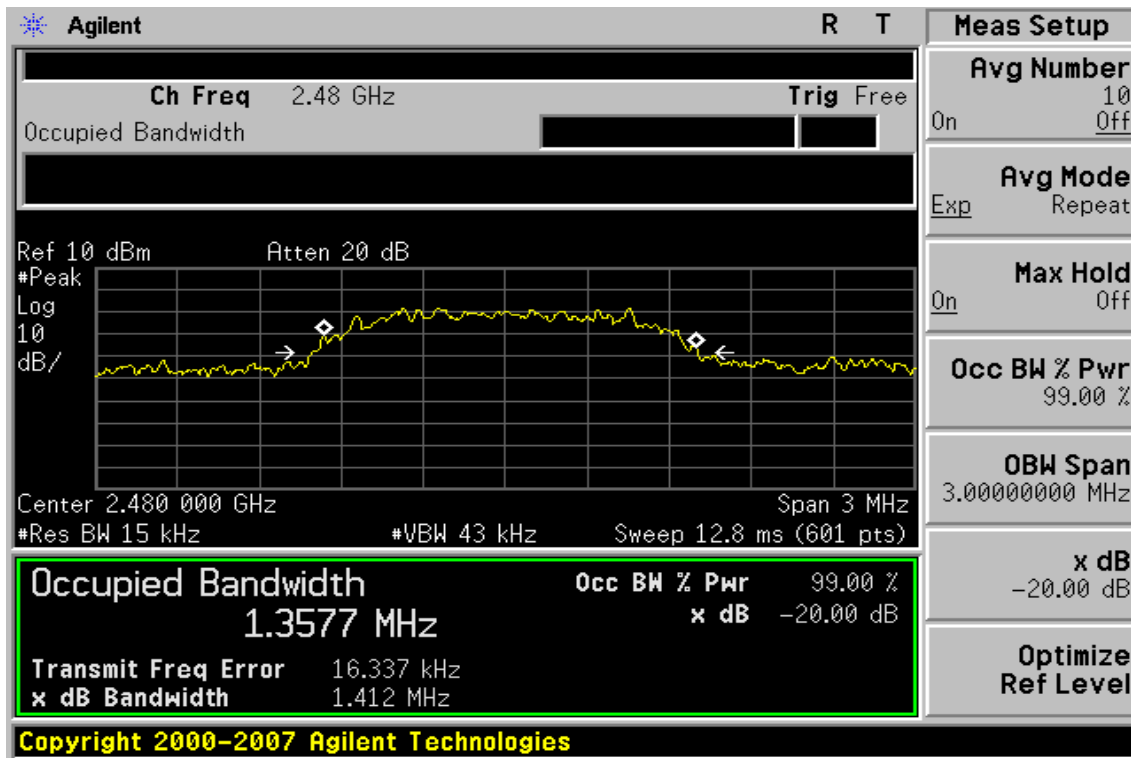 Agilent R T
Ch Freq 2.48 GHz Trig Free
Occupied Bandwidth
Ref 10 dBm Atten 20 dB
#Peak
Log
10
dB/
Center 2.480 000 GHz Span 3 MHz
#Res BW 15 kHz #VBW 43 kHz Sweep 12.8 ms (601 pts)
Occupied Bandwidth
1.3577 MHz
Occ BW % Pwr 99.00 %
x dB -20.00 dB
Transmit Freq Error 16.337 kHz
x dB Bandwidth 1.412 MHz
Copyright 2000-2007 Agilent Technologies
Meas Setup
Avg Number
10
On Off
Avg Mode
Exp Repeat
Max Hold
On Off
Occ BW % Pwr
99.00 %
OBW Span
3.00000000 MHz
x dB
-20.00 dB
Optimize
Ref Level